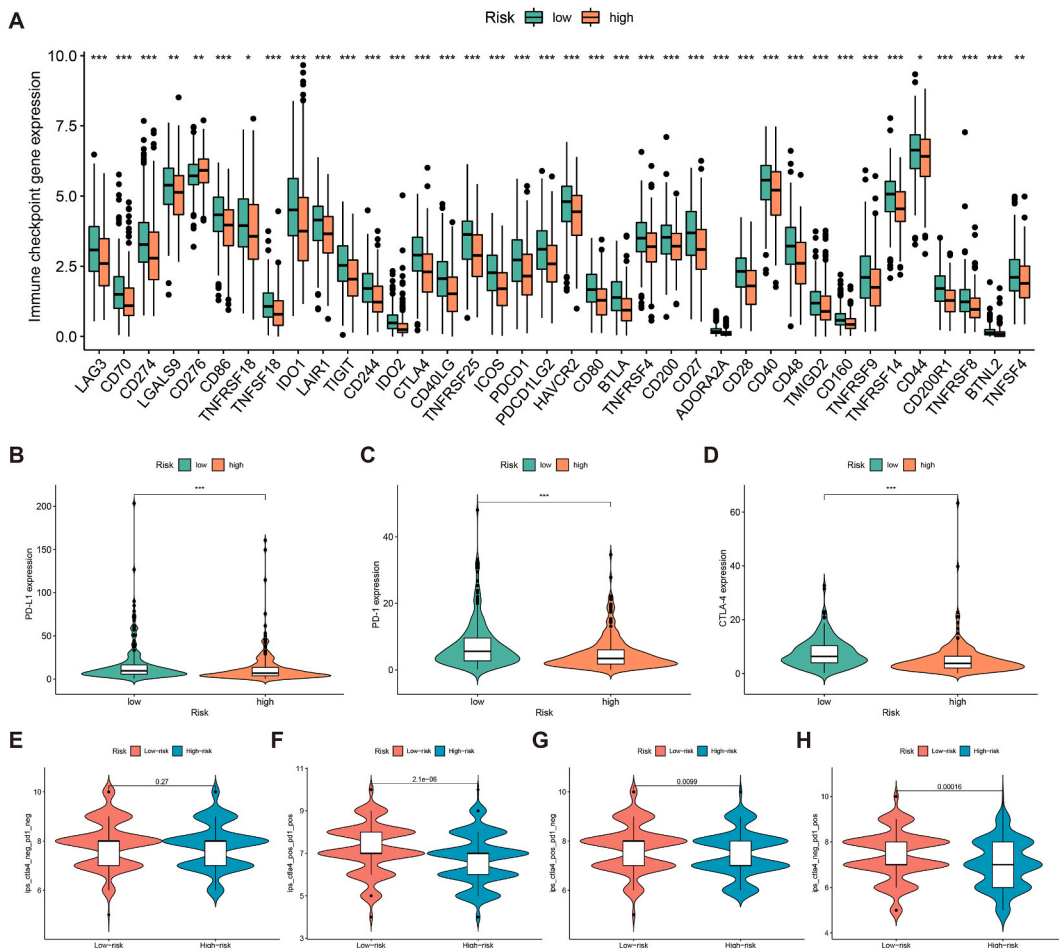 A
Risk low high
Immune checkpoint gene expression
10.0
7.5
5.0
2.5
0.0
*** *** *** ** ** * *** *** *** *** *** *** *** *** *** *** *** *** *** *** *** *** *** *** *** *** *** *** *** *** *** *** * *** *** *** **
LAG3
CD70
CD274
LGALS9
CD276
CD86
TNFRSF18
TNFSF18
IDO1
LAIR1
TIGIT
CD244
IDO2
CTLA4
CD40LG
TNFRSF25
ICOS
PDCD1
PDCD1LG2
HAVCR2
CD80
BTLA
TNFRSF4
CD200
CD27
ADORA2A
CD28
CD40
CD48
TMIGD2
CD160
TNFRSF9
TNFRSF14
CD44
CD200R1
TNFRSF8
BTNL2
TNFSF4
B
Risk low high
PD-L1 expression
200
150
100
50
0
***
low high
Risk
C
Risk low high
PD-1 expression
40
20
0
***
low high
Risk
D
Risk low high
CTLA-4 expression
60
40
20
0
***
low high
Risk
E
Risk Low-risk High-risk
ips_ctla4_neg_pd1_neg
10
8
6
0.27
Low-risk High-risk
F
Risk Low-risk High-risk
ips_ctla4_pos_pd1_pos
11
9
7
5
3
2.1e-06
Low-risk High-risk
G
Risk Low-risk High-risk
ips_ctla4_pos_pd1_neg
10
8
6
0.0099
Low-risk High-risk
H
Risk Low-risk High-risk
ips_ctla4_neg_pd1_pos
10
8
6
4
0.00016
Low-risk High-risk